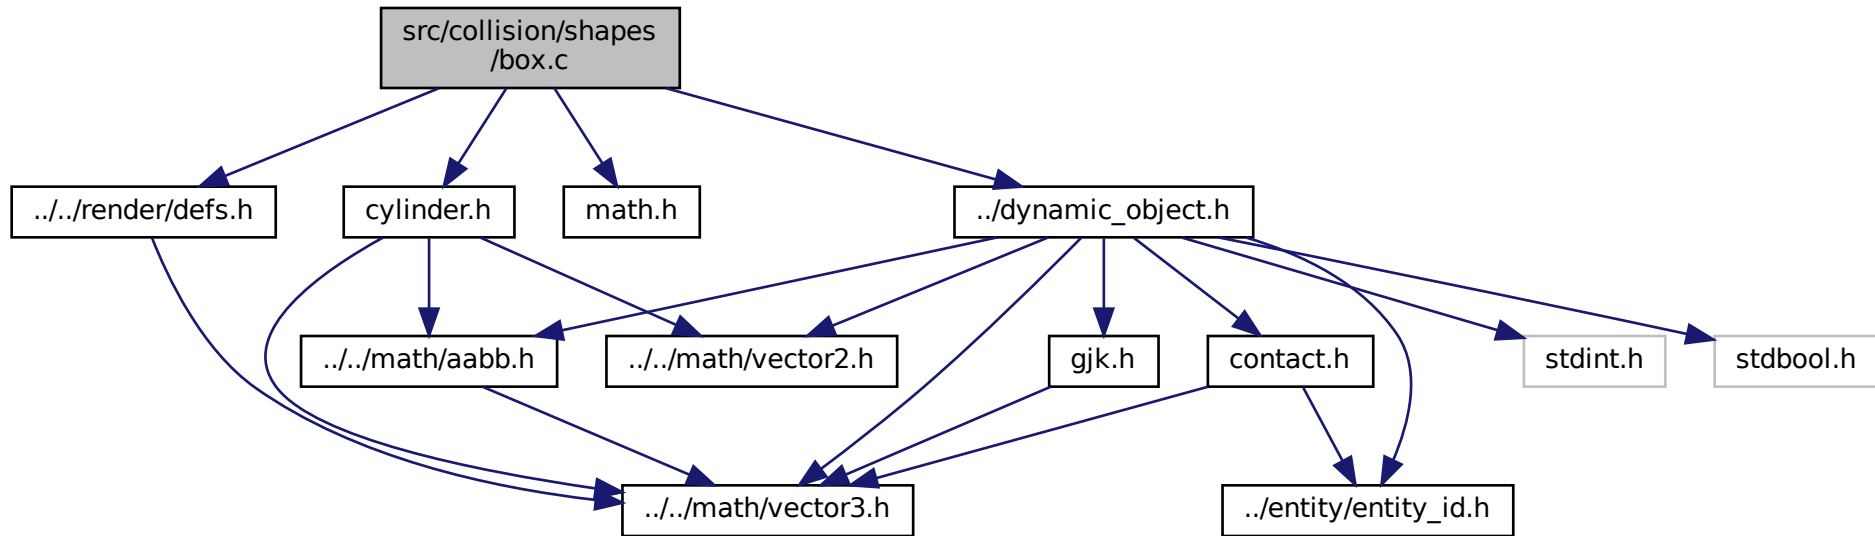 src/collision/shapes
/box.c
../../render/defs.h
cylinder.h
math.h
../dynamic_object.h
../../math/aabb.h
../../math/vector2.h
gjk.h
contact.h
stdint.h
stdbool.h
../../math/vector3.h
../entity/entity_id.h